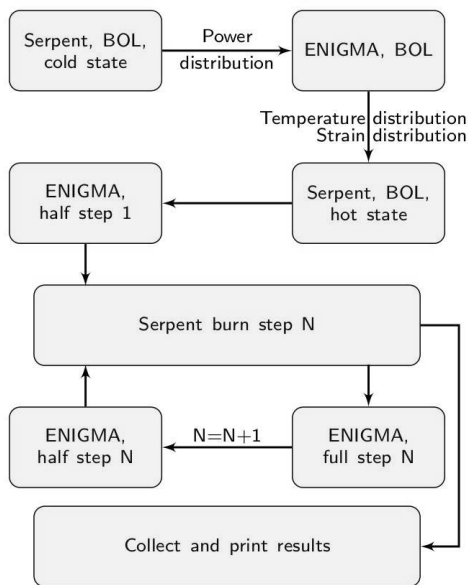 Serpent, BOL,
cold state
Power
distribution
ENIGMA, BOL
Temperature distribution
Strain distribution
ENIGMA,
half step 1
Serpent, BOL,
hot state
Serpent burn step N
ENIGMA,
half step N
N=N+1
ENIGMA,
full step N
Collect and print results